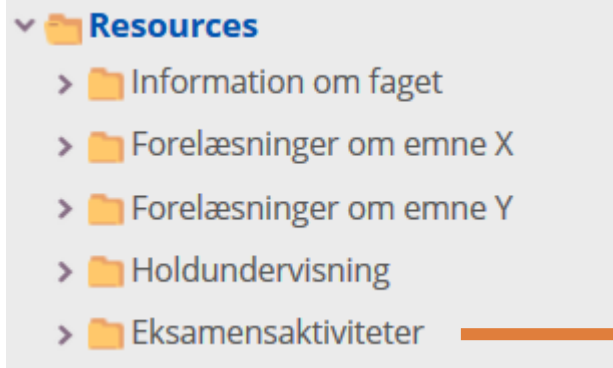 Resources
Information om faget
Forelæsninger om emne X
Forelæsninger om emne Y
Holdundervisning
Eksamensaktiviteter